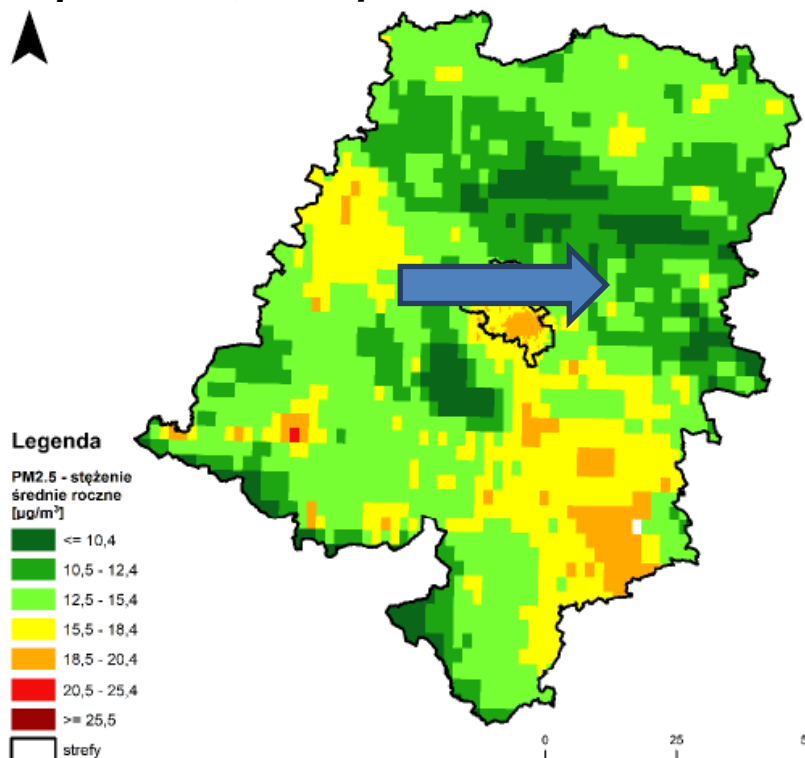 Legenda
PM2.5 - stężenie
średnie roczne
[µg/m³]
<= 10,4
10,5 - 12,4
12,5 - 15,4
15,5 - 18,4
18,5 - 20,4
20,5 - 25,4
>= 25,5
strefy
0 25 5